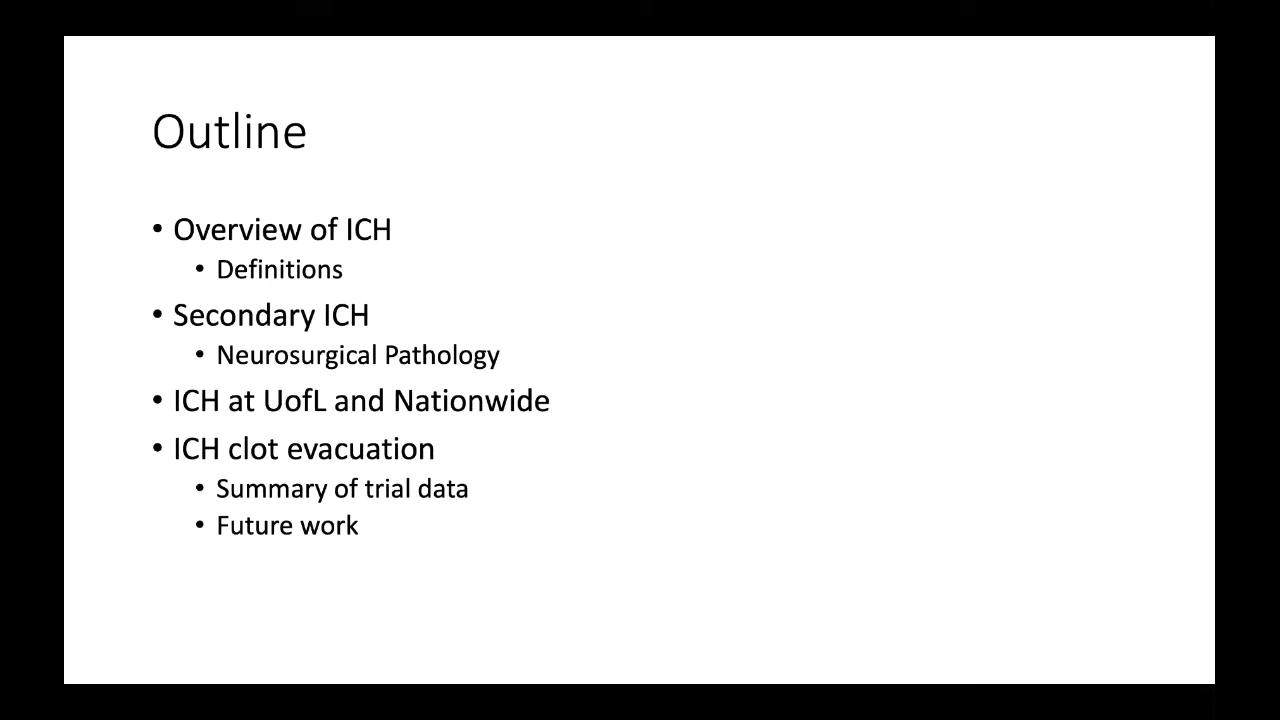 Outline
• Overview of ICH
• Definitions
• Secondary ICH
• Neurosurgical Pathology
• ICH at UofL and Nationwide
• ICH clot evacuation
• Summary of trial data
• Future work